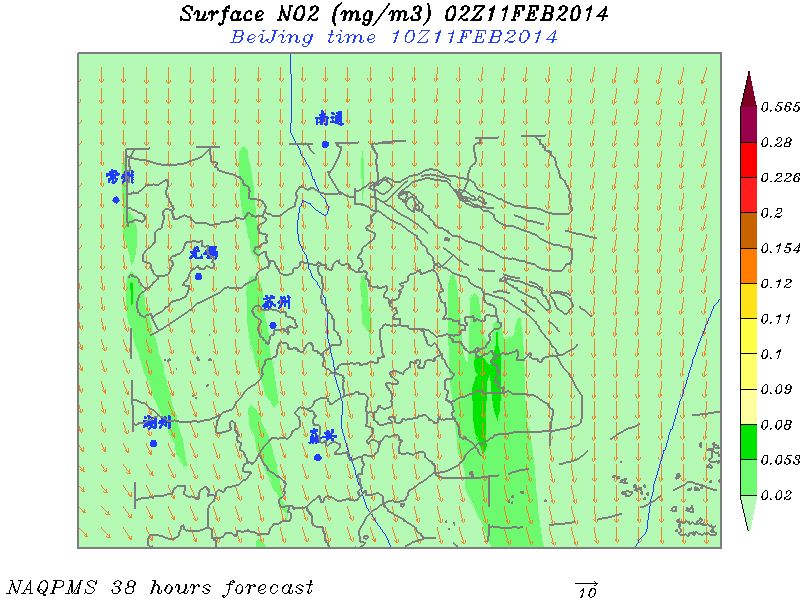 Surface NO2 (mg/m3) 02Z11FEB2014
BeiJing time 10Z11FEB2014
南通
常州
无锡
苏州
湖州
嘉兴
0.565
0.28
0.226
0.2
0.154
0.12
0.11
0.1
0.09
0.08
0.053
0.02
NAQPMS 38 hours forecast
10